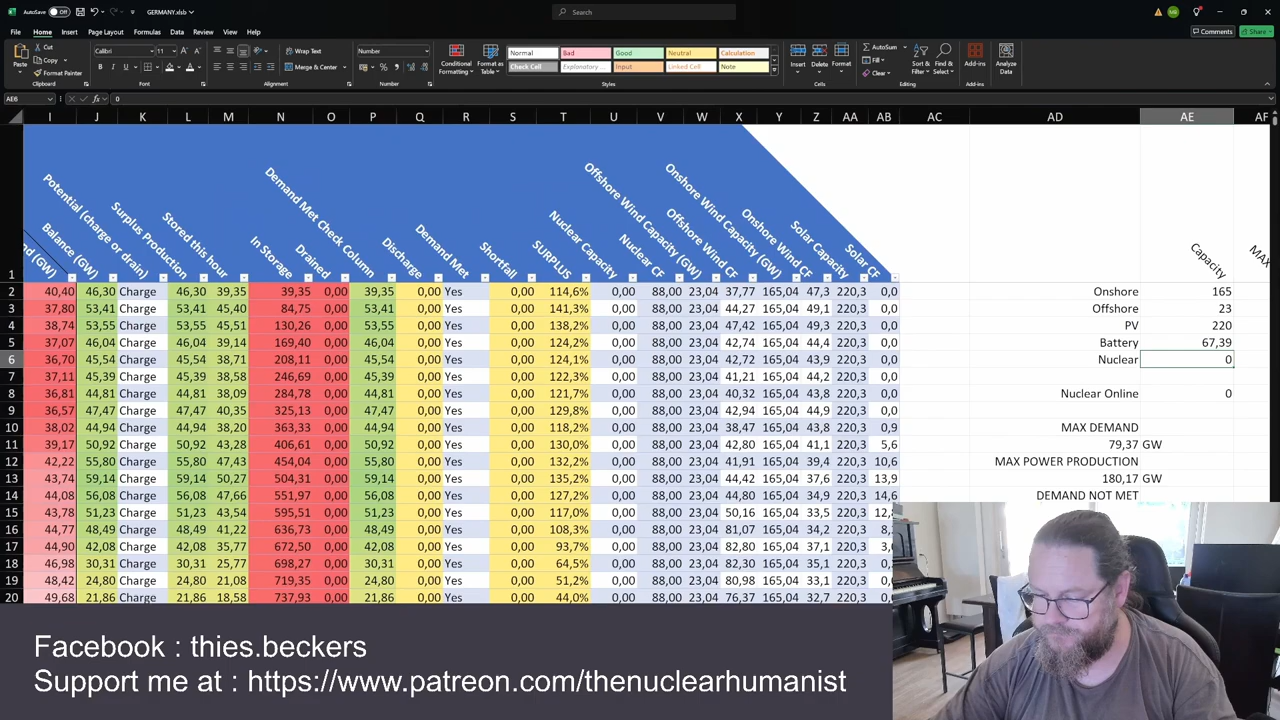 AutoSave Off GERMANY.xlsb Search
File Home Insert Page Layout Formulas Data Review View Help Comments Share
Paste Cut Copy Format Painter Calibri 11 Wrap Text Merge & Center Number Conditional Formatting Format as Table Normal Bad Good Neutral Calculation Check Cell Explanatory ... Input Linked Cell Note Insert Delete Format AutoSum Fill Clear Sort & Filter Find & Select Add-ins Analyze Data
Clipboard Font Alignment Number Styles Cells Editing Add-ins
AE6 fx 0
I J K L M N O P Q R S T U V W X Y Z AA AB AC AD AE AF
1 Balance (GW) Potential (charge or drain) Surplus Production Stored this hour In Storage Drained Demand Met Check Column Discharge Demand Met Shortfall SURPLUS Nuclear Capacity Nuclear CF Offshore Wind Capacity (GW) Offshore Wind CF Onshore Wind Capacity (GW) Onshore Wind CF Solar Capacity Solar CF Capacity MAX
2 40,40 46,30 Charge 46,30 39,35 39,35 0,00 39,35 0,00 Yes 0,00 114,6% 0,00 88,00 23,04 37,77 165,04 47,3 220,3 0,0 Onshore 165
3 37,80 53,41 Charge 53,41 45,40 84,75 0,00 53,41 0,00 Yes 0,00 141,3% 0,00 88,00 23,04 44,27 165,04 49,1 220,3 0,0 Offshore 23
4 38,74 53,55 Charge 53,55 45,51 130,26 0,00 53,55 0,00 Yes 0,00 138,2% 0,00 88,00 23,04 47,42 165,04 49,3 220,3 0,0 PV 220
5 37,07 46,04 Charge 46,04 39,14 169,40 0,00 46,04 0,00 Yes 0,00 124,2% 0,00 88,00 23,04 42,74 165,04 44,4 220,3 0,0 Battery 67,39
6 36,70 45,54 Charge 45,54 38,71 208,11 0,00 45,54 0,00 Yes 0,00 124,1% 0,00 88,00 23,04 42,72 165,04 43,9 220,3 0,0 Nuclear 0
7 37,11 45,39 Charge 45,39 38,58 246,69 0,00 45,39 0,00 Yes 0,00 122,3% 0,00 88,00 23,04 41,21 165,04 44,2 220,3 0,0
8 36,81 44,81 Charge 44,81 38,09 284,78 0,00 44,81 0,00 Yes 0,00 121,7% 0,00 88,00 23,04 40,32 165,04 43,8 220,3 0,0 Nuclear Online 0
9 36,57 47,47 Charge 47,47 40,35 325,13 0,00 47,47 0,00 Yes 0,00 129,8% 0,00 88,00 23,04 42,94 165,04 44,9 220,3 0,0
10 38,02 44,94 Charge 44,94 38,20 363,33 0,00 44,94 0,00 Yes 0,00 118,2% 0,00 88,00 23,04 38,47 165,04 43,8 220,3 0,9 MAX DEMAND
11 39,17 50,92 Charge 50,92 43,28 406,61 0,00 50,92 0,00 Yes 0,00 130,0% 0,00 88,00 23,04 42,80 165,04 41,1 220,3 5,6 79,37 GW
12 42,22 55,80 Charge 55,80 47,43 454,04 0,00 55,80 0,00 Yes 0,00 132,2% 0,00 88,00 23,04 41,91 165,04 39,4 220,3 10,6 MAX POWER PRODUCTION
13 43,74 59,14 Charge 59,14 50,27 504,31 0,00 59,14 0,00 Yes 0,00 135,2% 0,00 88,00 23,04 44,42 165,04 37,6 220,3 13,9 180,17 GW
14 44,08 56,08 Charge 56,08 47,66 551,97 0,00 56,08 0,00 Yes 0,00 127,2% 0,00 88,00 23,04 44,80 165,04 34,9 220,3 14,6 DEMAND NOT MET
15 43,78 51,23 Charge 51,23 43,54 595,51 0,00 51,23 0,00 Yes 0,00 117,0% 0,00 88,00 23,04 50,16 165,04 33,5 220,3 12,
16 44,77 48,49 Charge 48,49 41,22 636,73 0,00 48,49 0,00 Yes 0,00 108,3% 0,00 88,00 23,04 81,07 165,04 34,2 220,3
17 44,90 42,08 Charge 42,08 35,77 672,50 0,00 42,08 0,00 Yes 0,00 93,7% 0,00 88,00 23,04 82,80 165,04 37,1 220,3 3,
18 46,98 30,31 Charge 30,31 25,77 698,27 0,00 30,31 0,00 Yes 0,00 64,5% 0,00 88,00 23,04 82,32 165,04 35,1 220,3 0,
19 48,42 24,80 Charge 24,80 21,08 719,35 0,00 24,80 0,00 Yes 0,00 51,2% 0,00 88,00 23,04 80,98 165,04 33,1 220,3 0,
20 49,68 21,86 Charge 21,86 18,58 737,93 0,00 21,86 0,00 Yes 0,00 44,0% 0,00 88,00 23,04 76,37 165,04 32,7 220,3 0,
Facebook : thies.beckers
Support me at : https://www.patreon.com/thenuclearhumanist